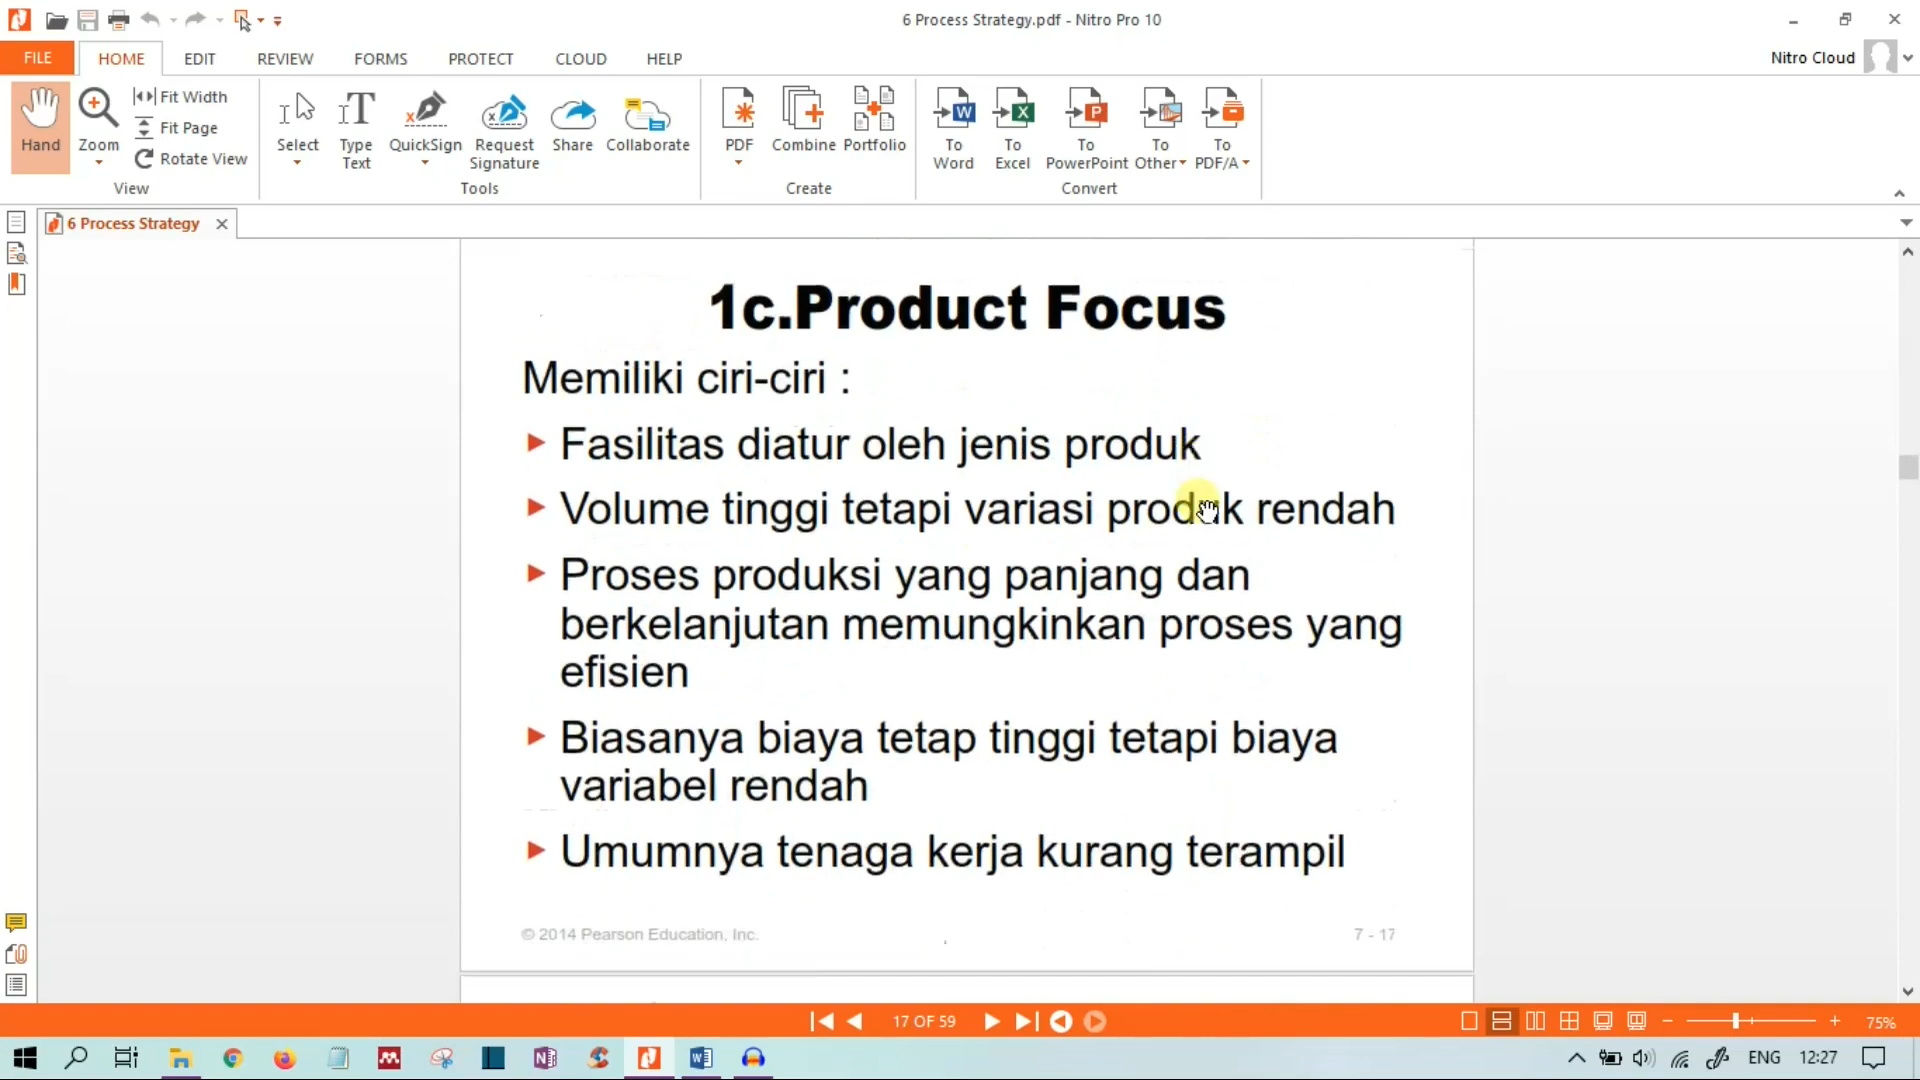 6 Process Strategy.pdf - Nitro Pro 10
FILE HOME EDIT REVIEW FORMS PROTECT CLOUD HELP
Nitro Cloud
Hand
Zoom
Fit Width
Fit Page
Rotate View
View
Select
Type Text
QuickSign
Request Signature
Share
Collaborate
Tools
PDF
Combine
Portfolio
Create
To Word
To Excel
To PowerPoint
To Other
To PDF/A
Convert
6 Process Strategy
1c.Product Focus
Memiliki ciri-ciri :
Fasilitas diatur oleh jenis produk
Volume tinggi tetapi variasi produk rendah
Proses produksi yang panjang dan
berkelanjutan memungkinkan proses yang
efisien
Biasanya biaya tetap tinggi tetapi biaya
variabel rendah
Umumnya tenaga kerja kurang terampil
© 2014 Pearson Education, Inc.
7 - 17
17 OF 59
75%
ENG 12:27